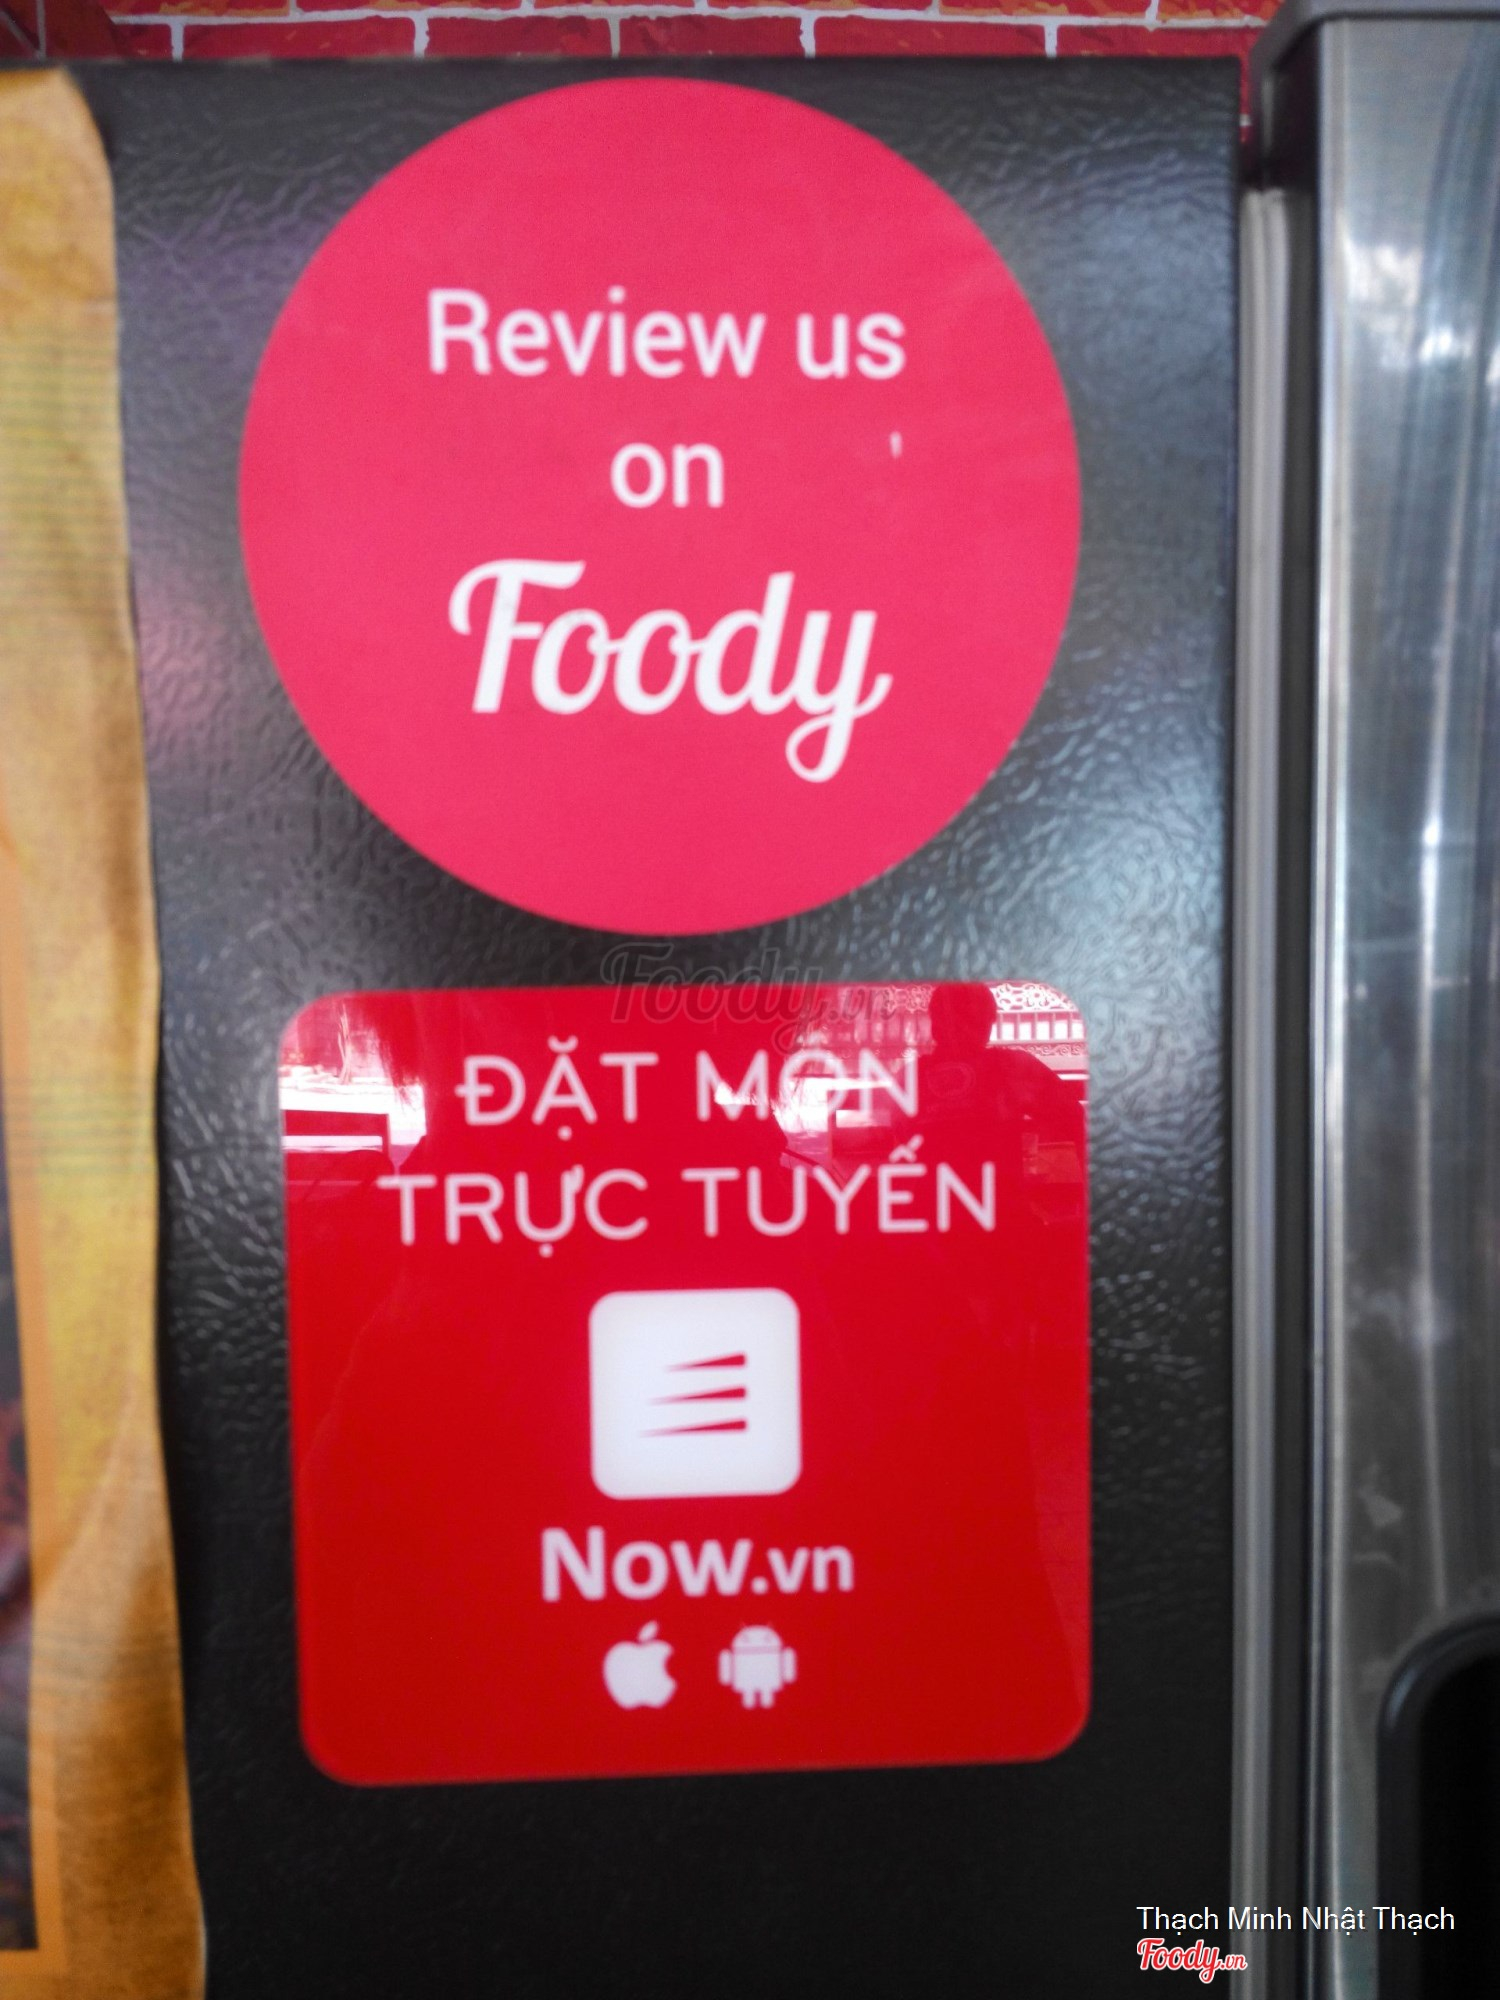 Review us
on
Foody
Foody.vn
ĐẶT MÓN
TRỰC TUYẾN
Now.vn
Thạch Minh Nhật Thạch
Foody.vn